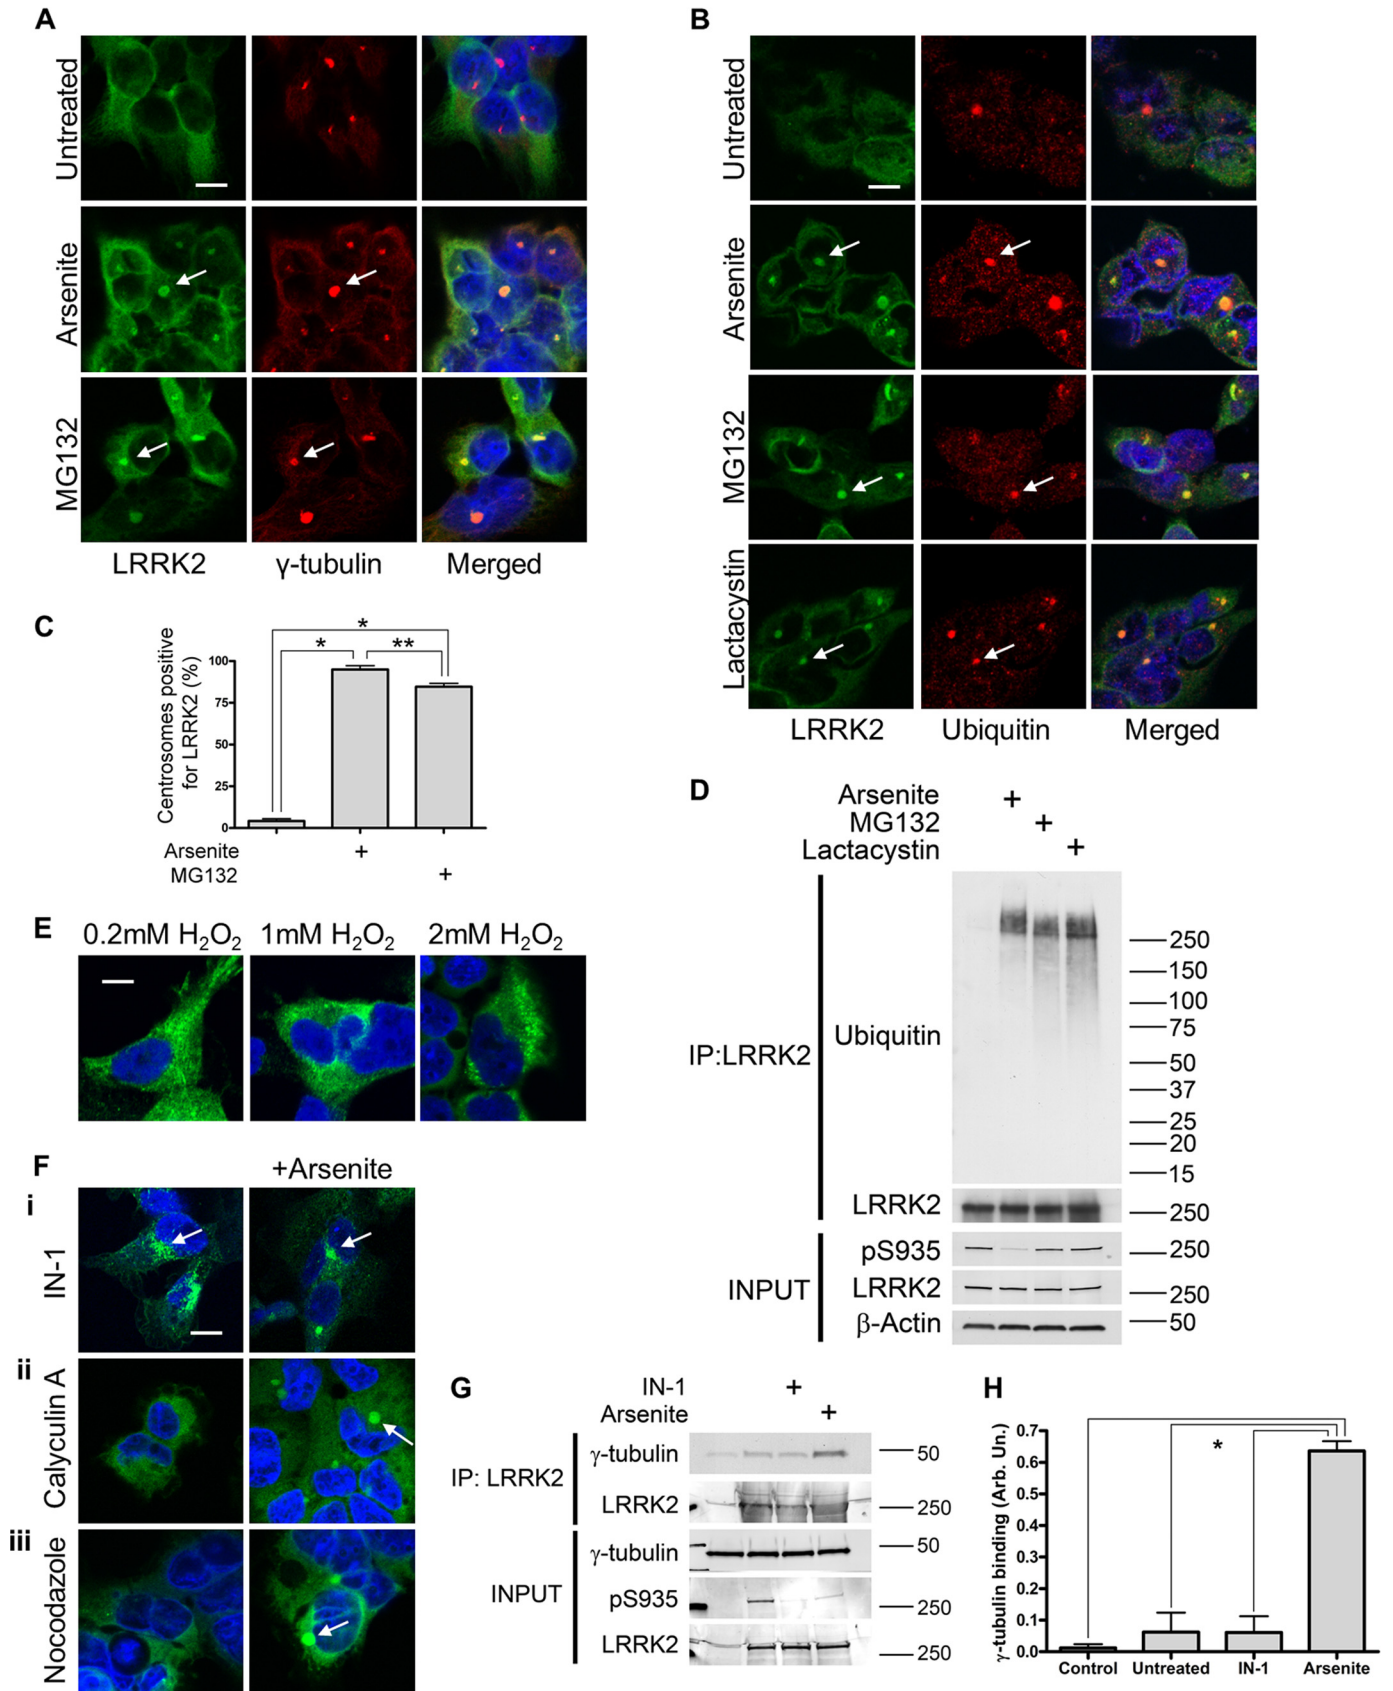 A
Untreated
Arsenite
MG132
LRRK2
γ-tubulin
Merged
B
Untreated
Arsenite
MG132
Lactacystin
LRRK2
Ubiquitin
Merged
C
Centrosomes positive
for LRRK2 (%)
100
75
50
25
0
*
*
**
Arsenite +
MG132 +
D
Arsenite +
MG132 +
Lactacystin +
IP:LRRK2
Ubiquitin
250
150
100
75
50
37
25
20
15
LRRK2 250
INPUT
pS935 250
LRRK2 250
β-Actin 50
E
0.2mM H₂O₂
1mM H₂O₂
2mM H₂O₂
F
+Arsenite
i
IN-1
ii
Calyculin A
iii
Nocodazole
G
IN-1 +
Arsenite +
IP: LRRK2
γ-tubulin 50
LRRK2 250
INPUT
γ-tubulin 50
pS935 250
LRRK2 250
H
γ-tubulin binding (Arb. Un.)
0.7
0.6
0.5
0.4
0.3
0.2
0.1
0.0
*
Control
Untreated
IN-1
Arsenite